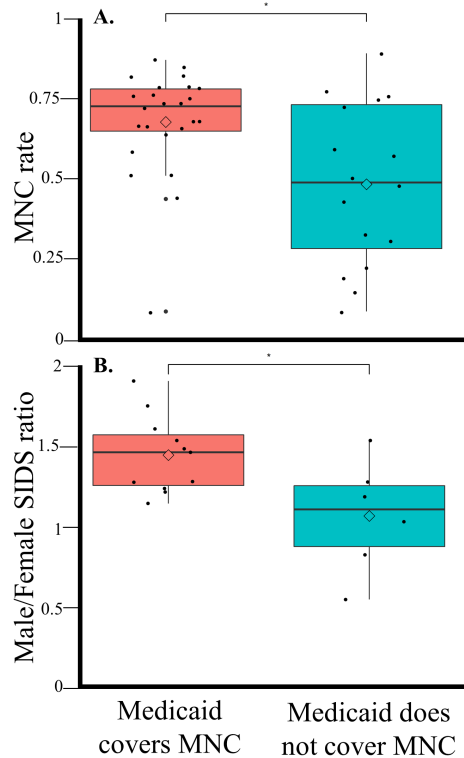 A.
*
1
0.75
0.5
0.25
0
MNC rate
B.
*
2
1.5
1
0.5
0
Male/Female SIDS ratio
Medicaid
covers MNC
Medicaid does
not cover MNC